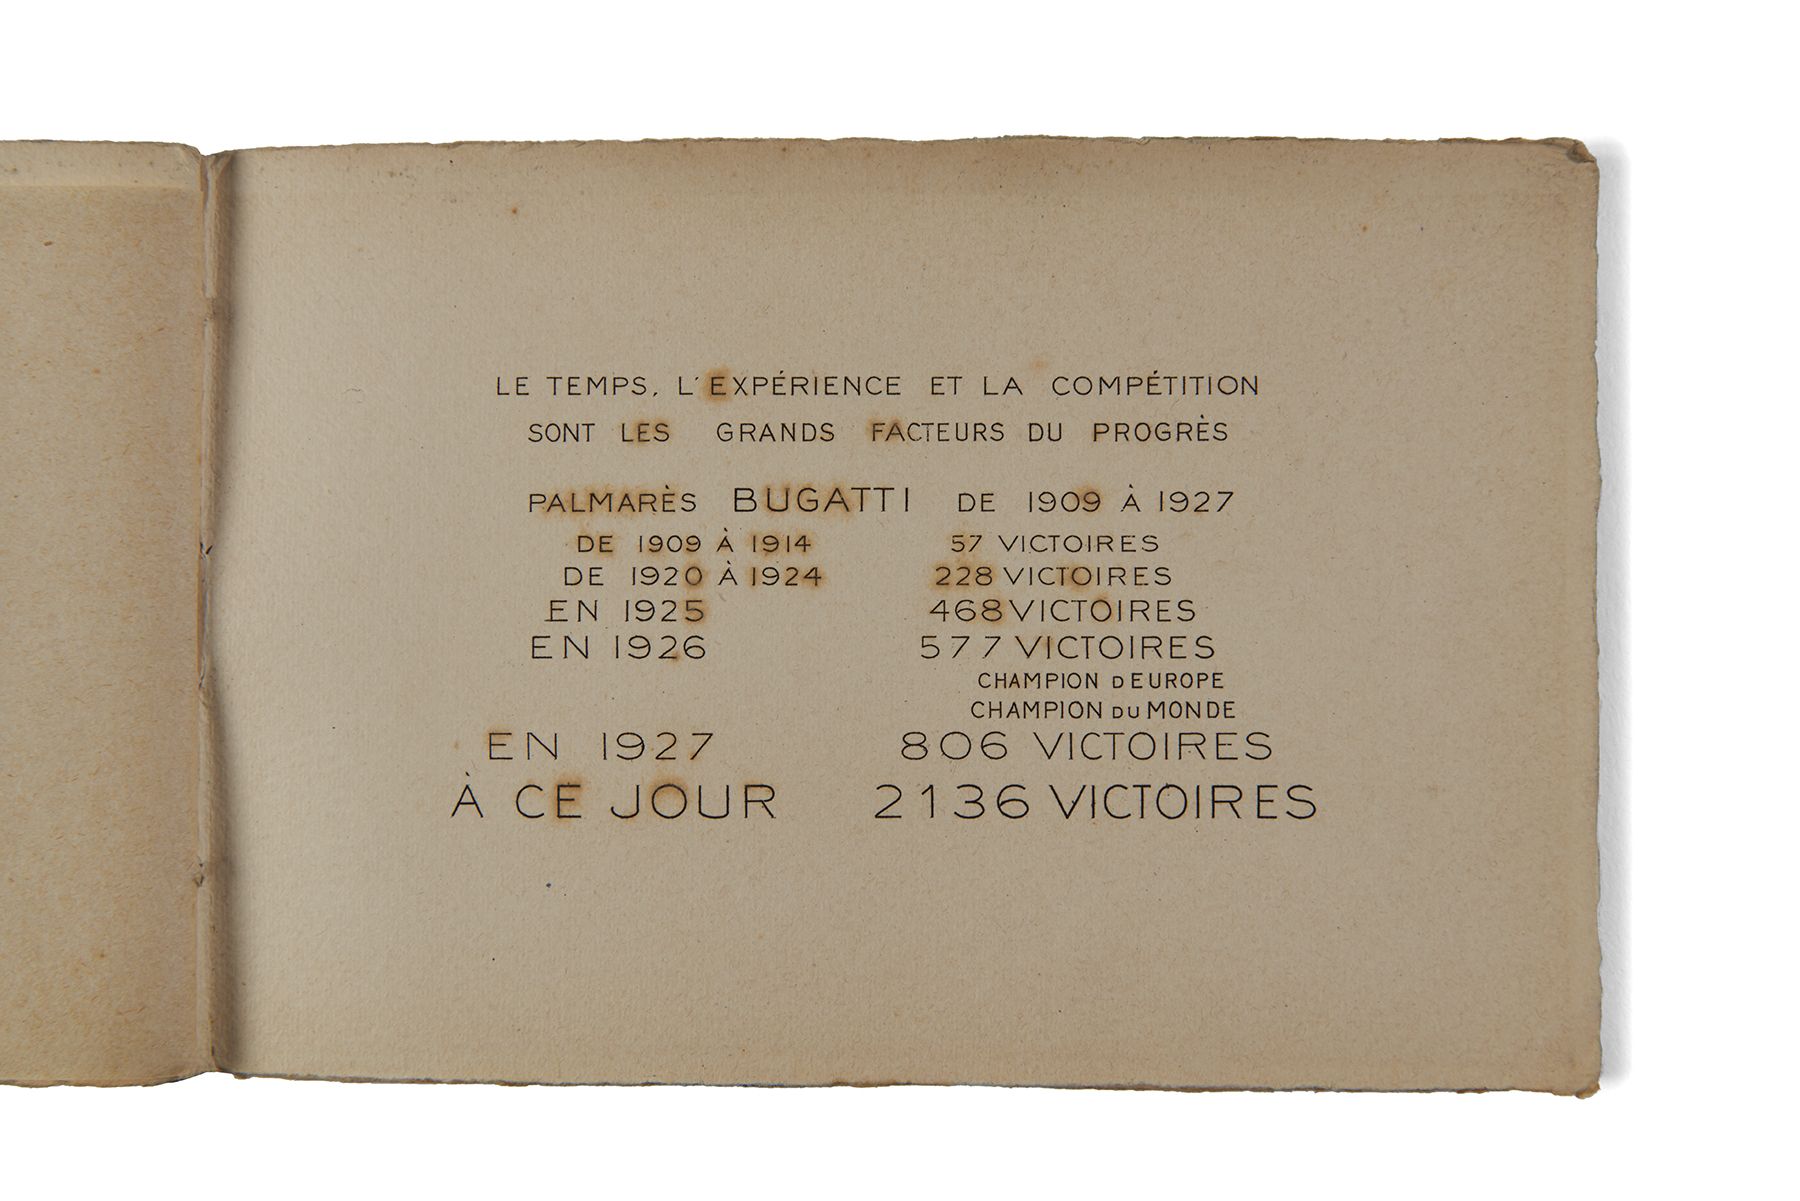 LE TEMPS, L'EXPÉRIENCE ET LA COMPÉTITION
SONT LES GRANDS FACTEURS DU PROGRÈS
PALMARÈS BUGATTI DE 1909 À 1927
DE 1909 À 1914 57 VICTOIRES
DE 1920 À 1924 228 VICTOIRES
EN 1925 468 VICTOIRES
EN 1926 577 VICTOIRES
CHAMPION D'EUROPE
CHAMPION DU MONDE
EN 1927 806 VICTOIRES
À CE JOUR 2136 VICTOIRES